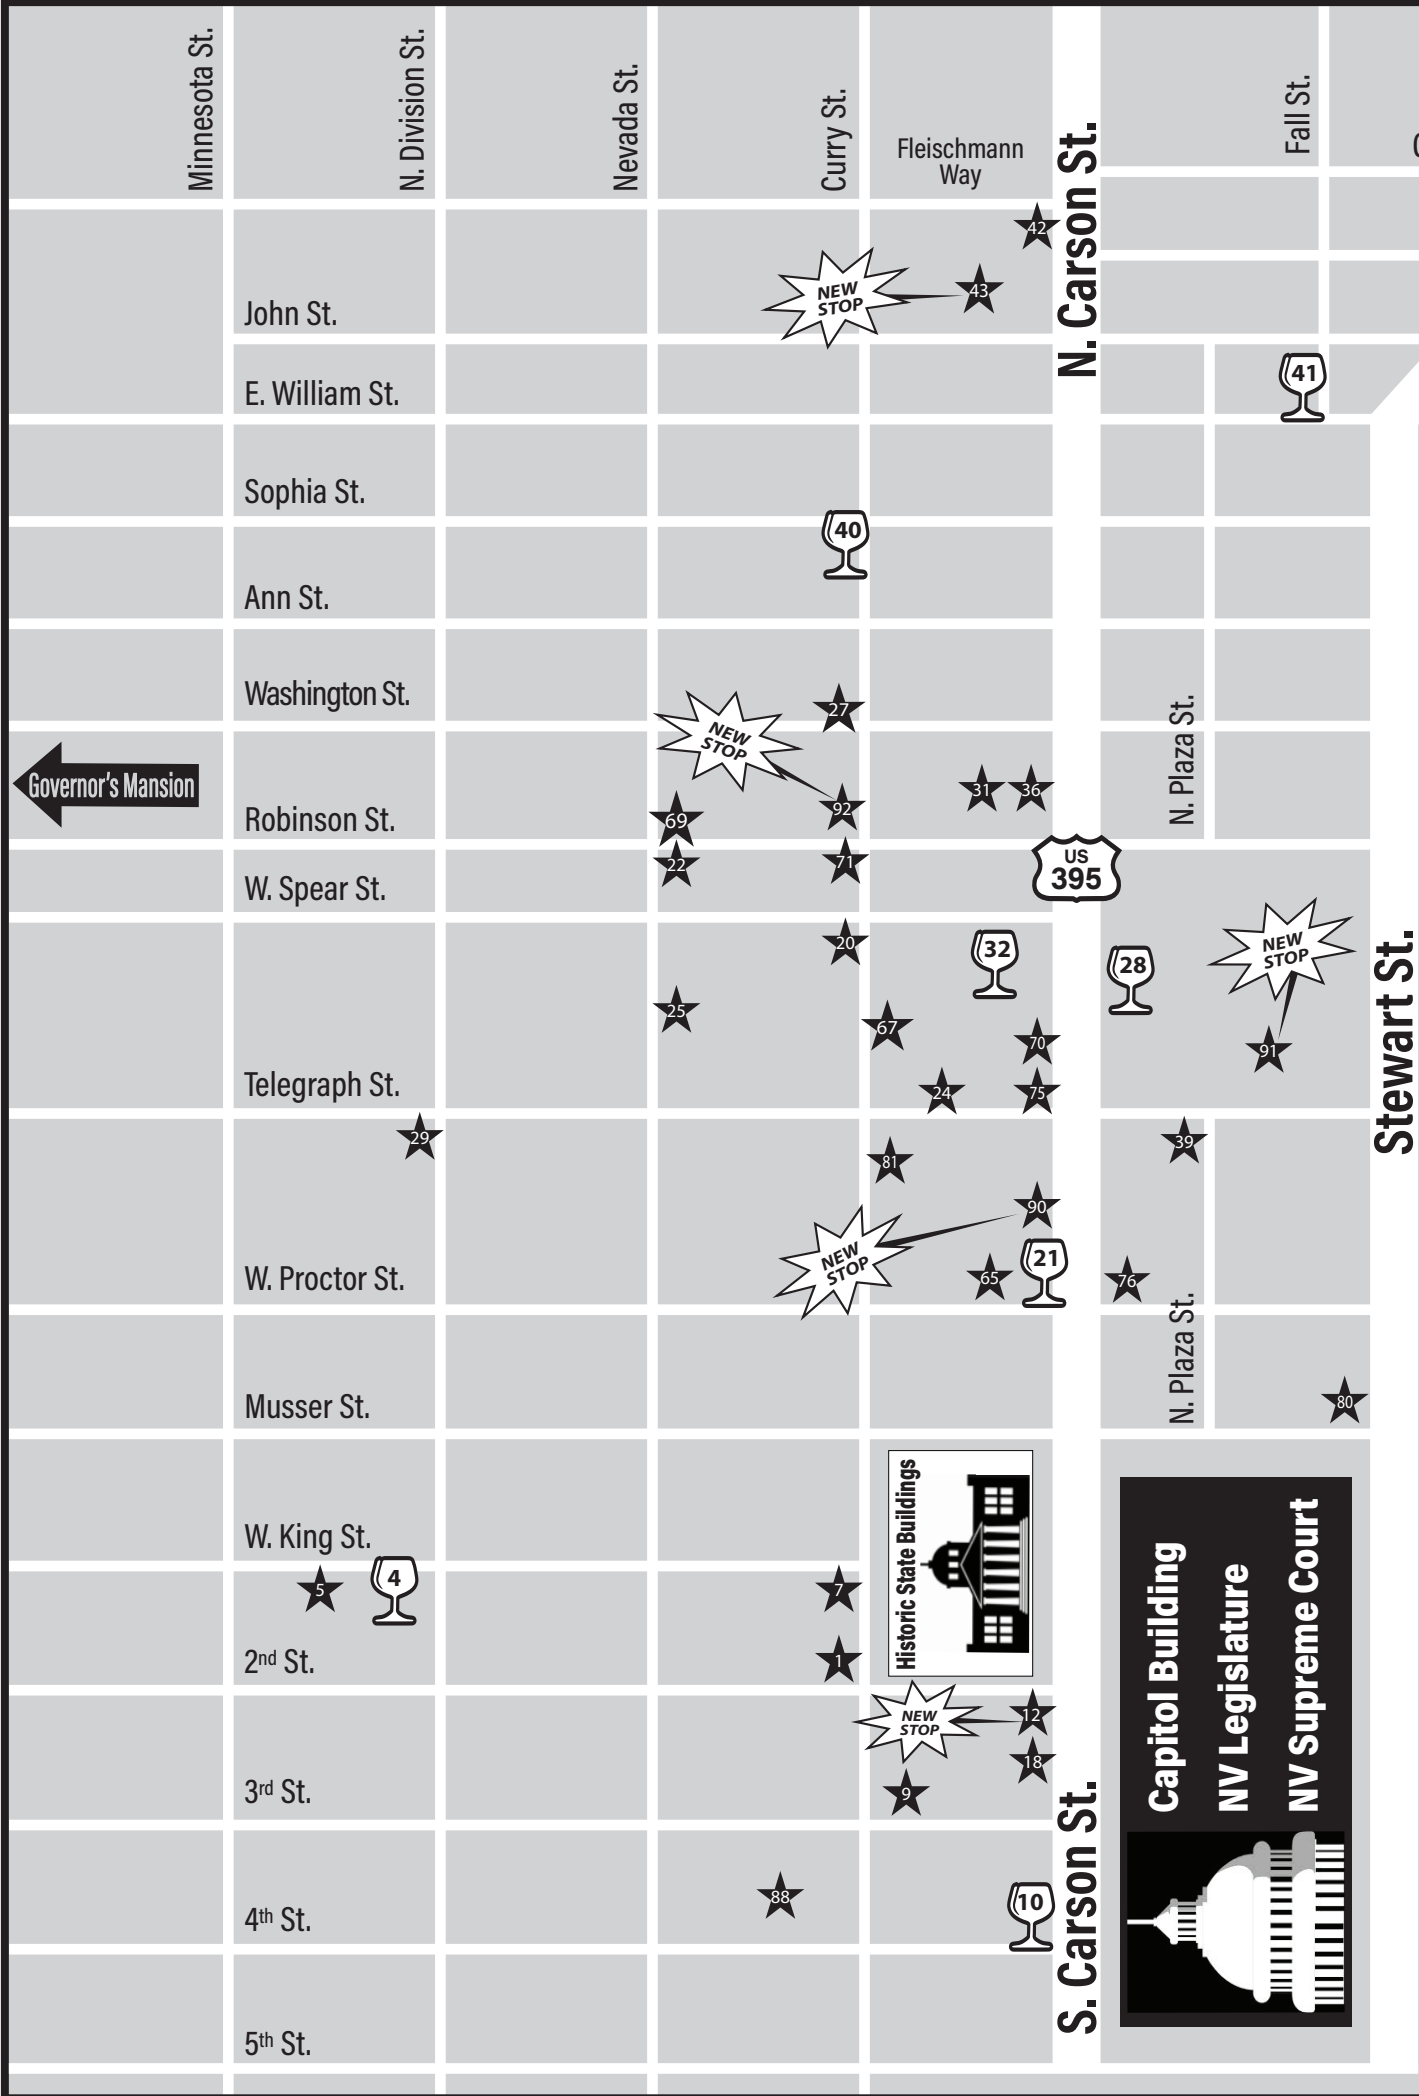 Minnesota St.
N. Division St.
Nevada St.
Curry St.
Fleischmann
Way
N. Carson St.
Fall St.
42
NEW
STOP
43
John St.
41
E. William St.
Sophia St.
40
Ann St.
Washington St.
27
NEW
STOP
N. Plaza St.
Governor's Mansion
31
36
92
69
Robinson St.
US
395
22
71
W. Spear St.
20
32
28
NEW
STOP
Stewart St.
25
67
70
91
Telegraph St.
24
75
29
39
81
90
NEW
STOP
W. Proctor St.
65
21
76
N. Plaza St.
Musser St.
80
Historic State Buildings
W. King St.
5
4
7
Capitol Building
NV Legislature
NV Supreme Court
2nd St.
1
NEW
STOP
12
18
3rd St.
9
S. Carson St.
88
10
4th St.
5th St.